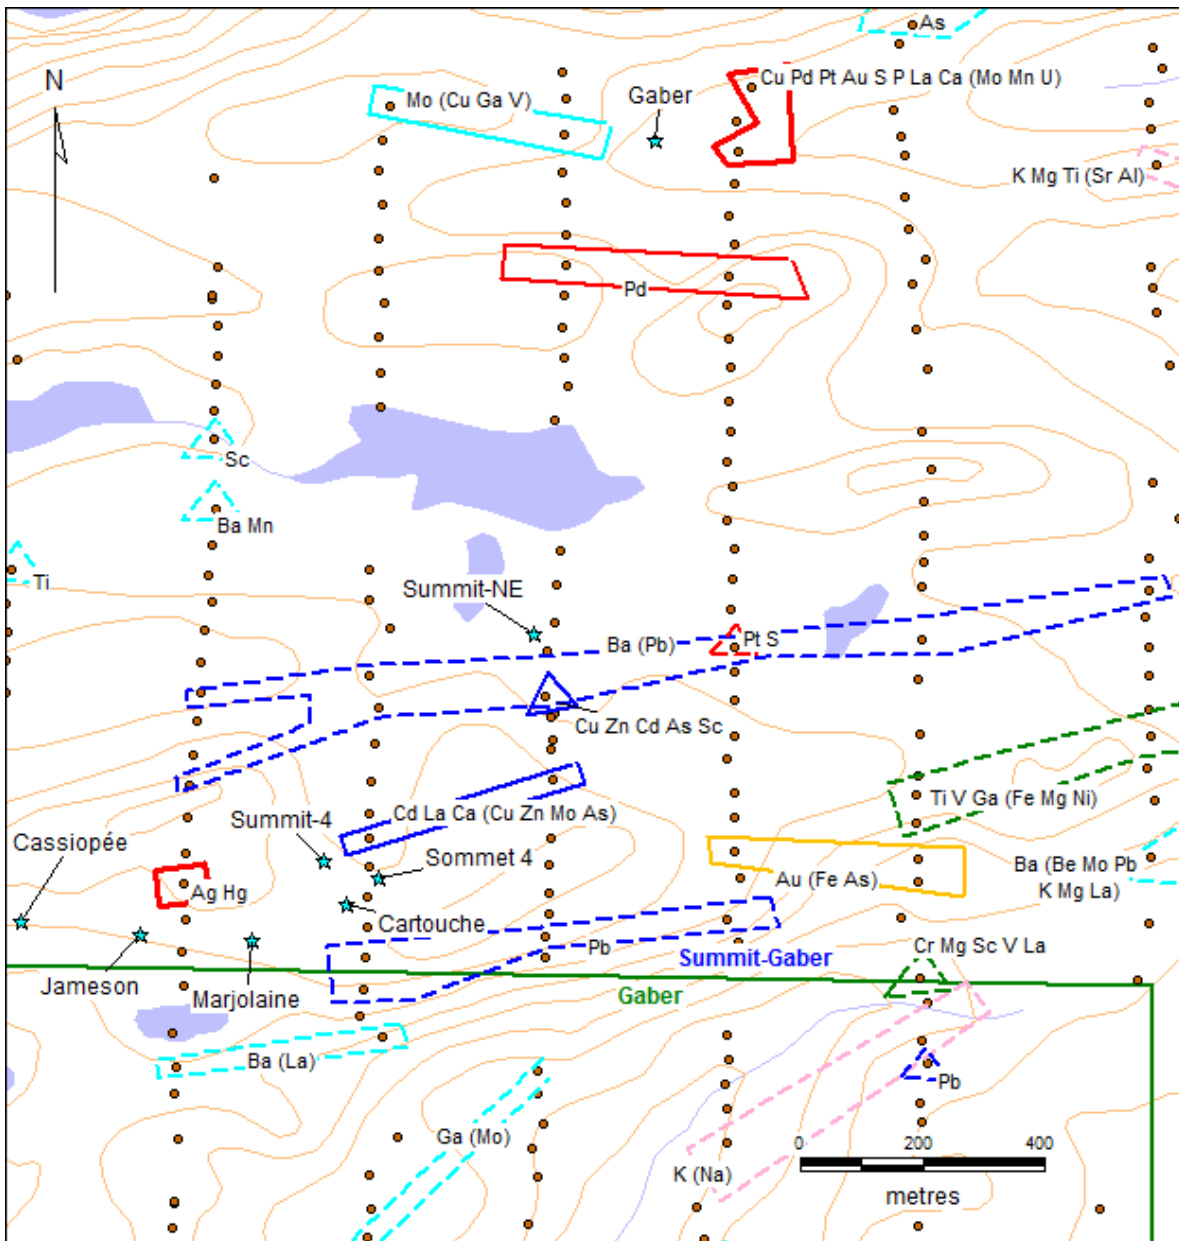 As
N
Cu Pd Pt Au S P La Ca (Mo Mn U)
Mo (Cu Ga V)
Gaber
K Mg Ti (Sr Al)
Pd
Sc
Ba Mn
Ti
Summit-NE
Ba (Pb)
Pt S
Cu Zn Cd As Sc
Ti V Ga (Fe Mg Ni)
Cd La Ca (Cu Zn Mo As)
Summit-4
Cassiopée
Sommet 4
Ba (Be Mo Pb
K Mg La)
Au (Fe As)
Ag Hg
Cartouche
Pb
Cr Mg Sc V La
Summit-Gaber
Jameson
Gaber
Marjolaine
Ba (La)
Pb
Ga (Mo)
0 200 400
K (Na)
metres